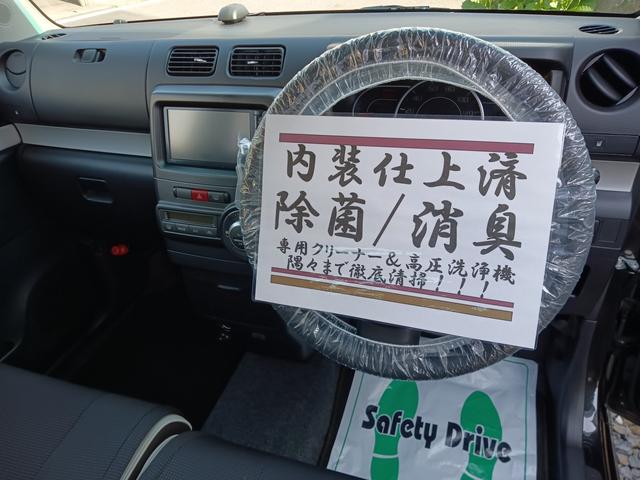 内装仕上済
除菌/消臭
専用クリーナー&高圧洗浄機
隅々まで徹底清掃!!!
Safety Drive